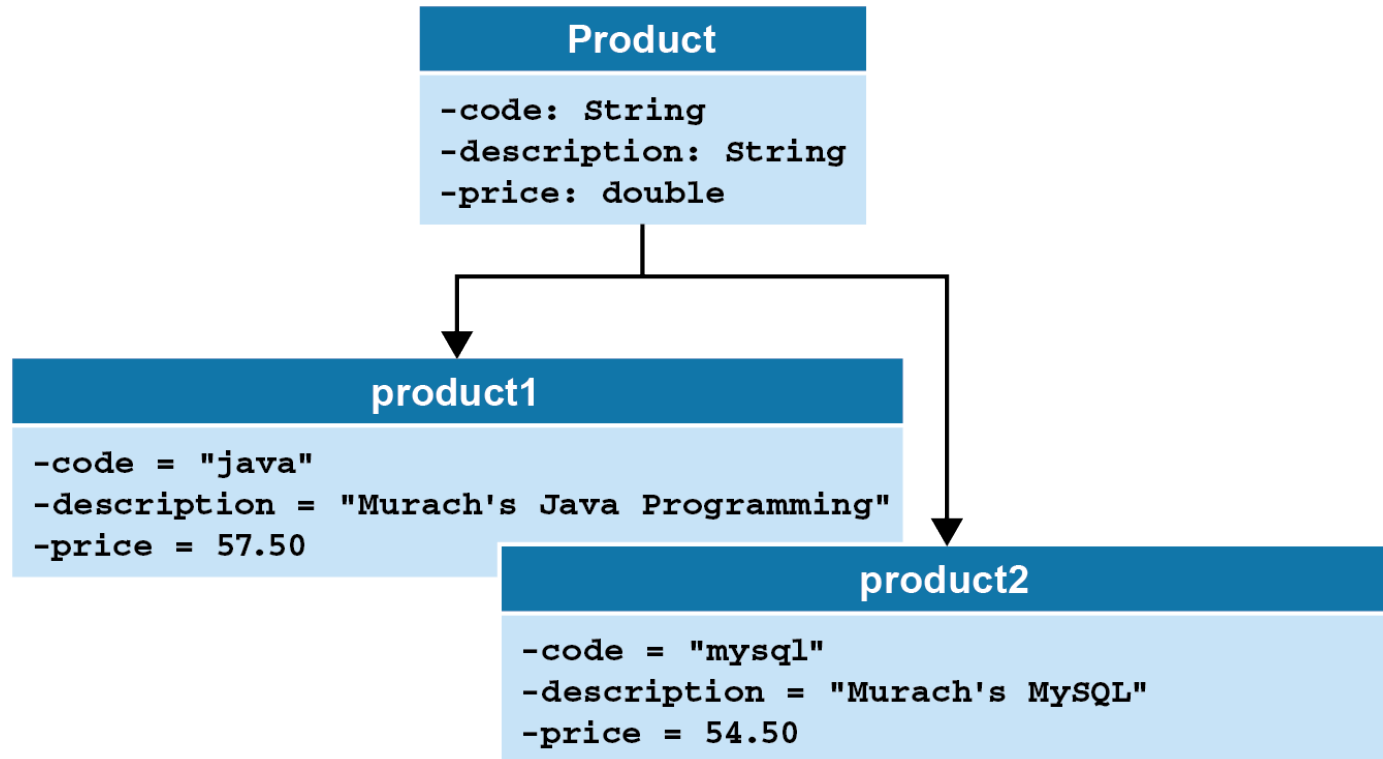 Product
-code: String
-description: String
-price: double
product1
-code = "java"
-description = "Murach's Java Programming"
-price = 57.50
product2
-code = "mysql"
-description = "Murach's MySQL"
-price = 54.50